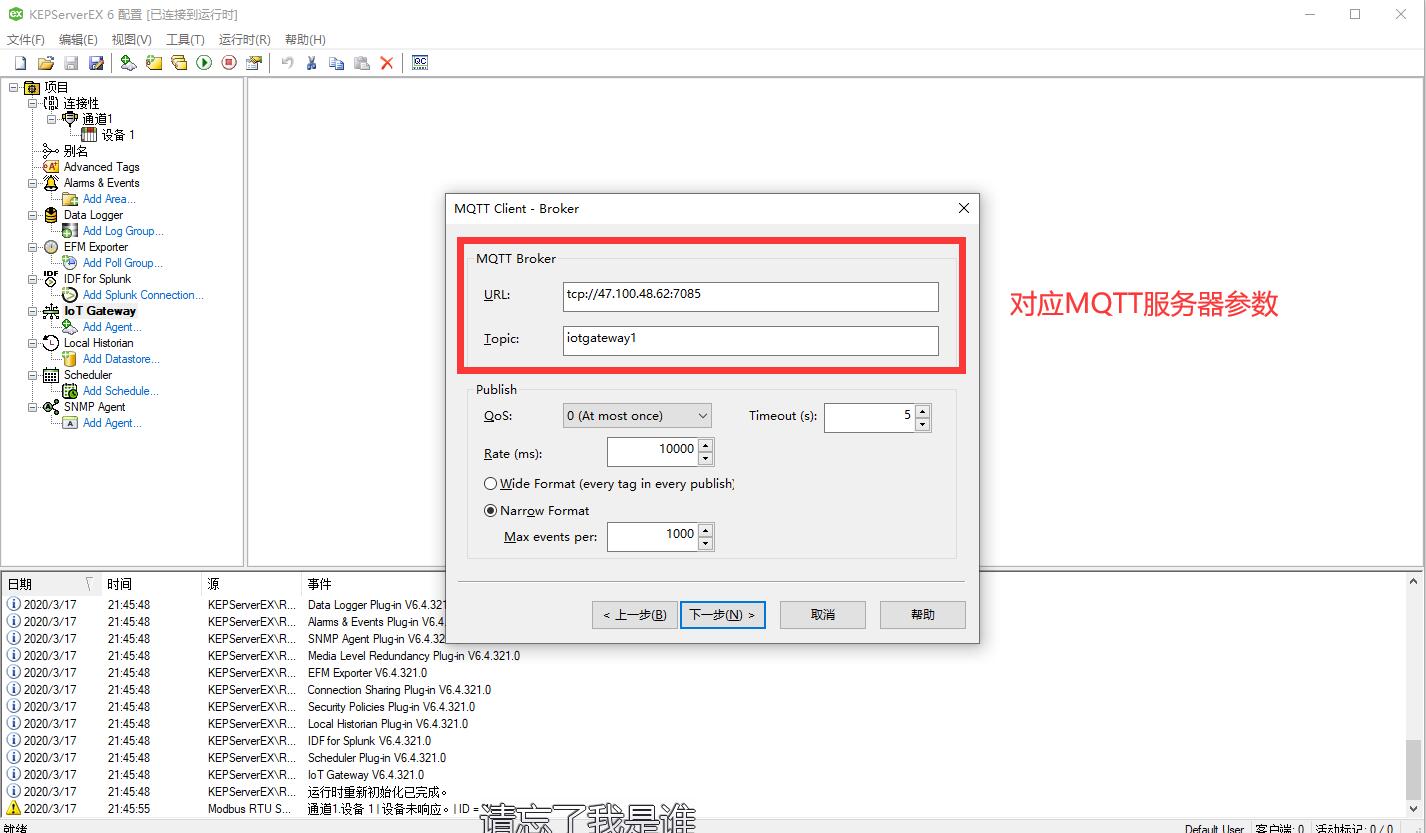 KEPServerEX 6 配置 [已连接到运行时]
文件(F) 编辑(E) 视图(V) 工具(T) 运行时(R) 帮助(H)
项目
连接性
通道1
设备 1
别名
Advanced Tags
Alarms & Events
Add Area...
Data Logger
Add Log Group...
EFM Exporter
Add Poll Group...
IDF for Splunk
Add Splunk Connection...
IoT Gateway
Add Agent...
Local Historian
Add Datastore...
Scheduler
Add Schedule...
SNMP Agent
Add Agent...
MQTT Client - Broker
MQTT Broker
URL: tcp://47.100.48.62:7085
Topic: iotgateway1
对应MQTT服务器参数
Publish
QoS: 0 (At most once) Timeout (s): 5
Rate (ms): 10000
Wide Format (every tag in every publish)
Narrow Format
Max events per: 1000
< 上一步(B) 下一步(N) > 取消 帮助
日期 时间 源 事件
2020/3/17 21:45:48 KEPServerEX\R... Data Logger Plug-in V6.4.321
2020/3/17 21:45:48 KEPServerEX\R... Alarms & Events Plug-in V6.4
2020/3/17 21:45:48 KEPServerEX\R... SNMP Agent Plug-in V6.4.32
2020/3/17 21:45:48 KEPServerEX\R... Media Level Redundancy Plug-in V6.4.321.0
2020/3/17 21:45:48 KEPServerEX\R... EFM Exporter V6.4.321.0
2020/3/17 21:45:48 KEPServerEX\R... Connection Sharing Plug-in V6.4.321.0
2020/3/17 21:45:48 KEPServerEX\R... Security Policies Plug-in V6.4.321.0
2020/3/17 21:45:48 KEPServerEX\R... Local Historian Plug-in V6.4.321.0
2020/3/17 21:45:48 KEPServerEX\R... IDF for Splunk V6.4.321.0
2020/3/17 21:45:48 KEPServerEX\R... Scheduler Plug-in V6.4.321.0
2020/3/17 21:45:48 KEPServerEX\R... IoT Gateway V6.4.321.0
2020/3/17 21:45:48 KEPServerEX\R... 运行时重新初始化已完成。
2020/3/17 21:45:55 Modbus RTU S... 通道1.设备 1 | 设备未响应。| ID =
请忘了我是谁
就绪 Default User 客户端: 0 活动标记: 0 / 0